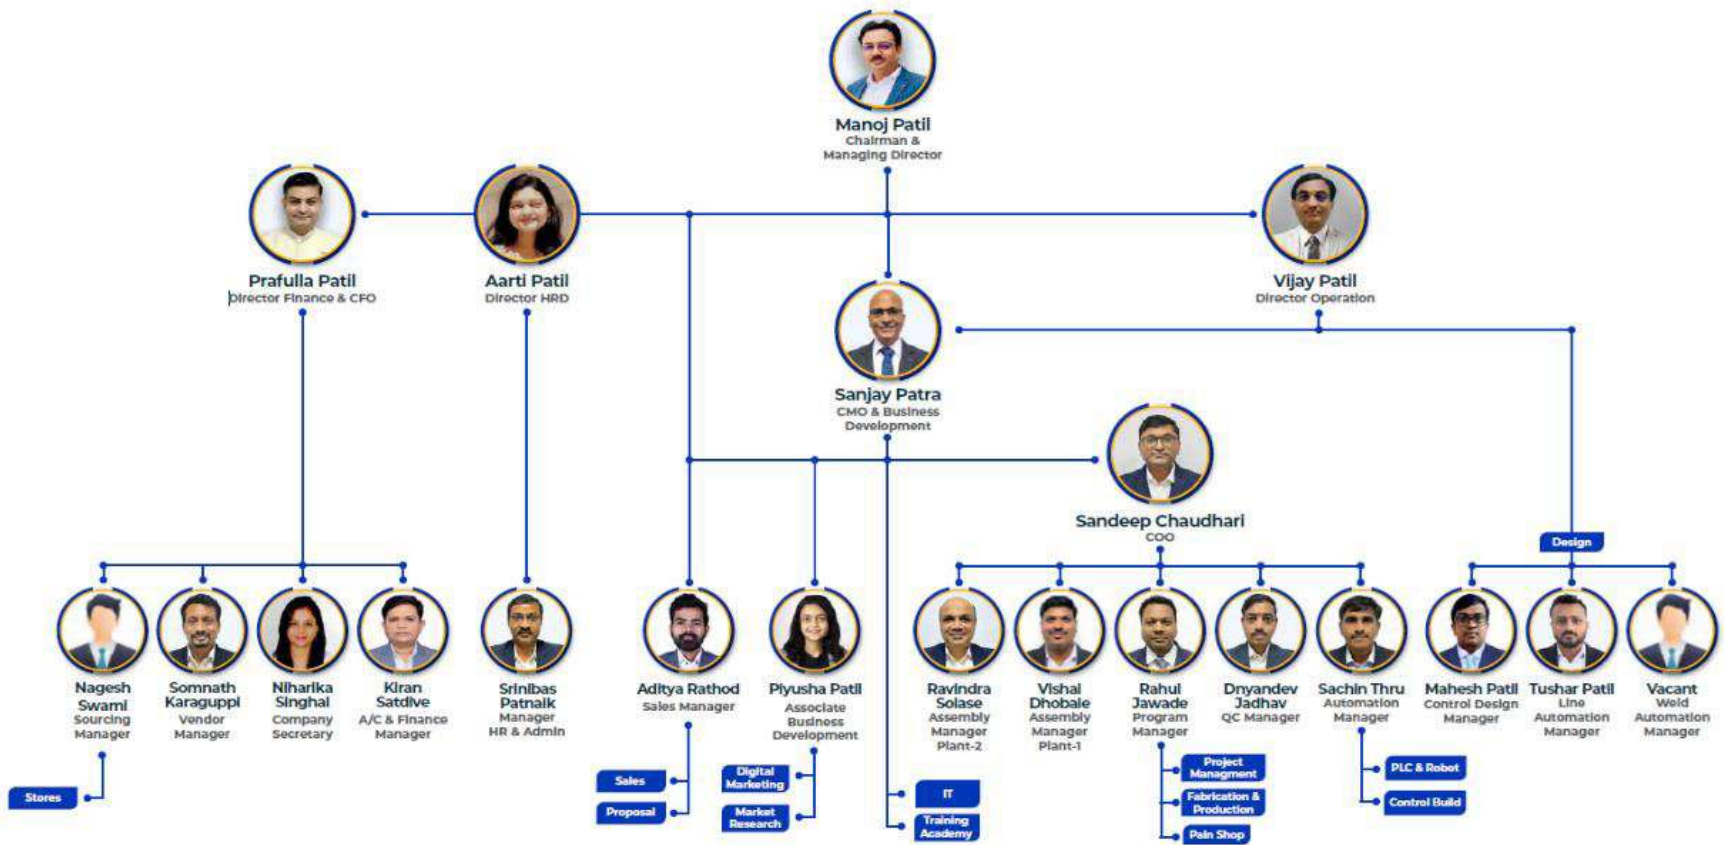 Manoj Patil
Chairman &
Managing Director
Prafulla Patil
Director Finance & CFO
Aarti Patil
Director HRD
Vijay Patil
Director Operation
Sanjay Patra
CMO & Business
Development
Sandeep Chaudhari
COO
Design
Nagesh
Swami
Sourcing
Manager
Somnath
Karaguppi
Vendor
Manager
Niharika
Singhal
Company
Secretary
Kiran
Satdive
A/C & Finance
Manager
Srinibas
Patnaik
Manager
HR & Admin
Aditya Rathod
Sales Manager
Piyusha Patil
Associate
Business
Development
Ravindra
Solase
Assembly
Manager
Plant-2
Vishal
Dhobale
Assembly
Manager
Plant-1
Rahul
Jawade
Program
Manager
Dnyandev
Jadhav
QC Manager
Sachin Thru
Automation
Manager
Mahesh Patil
Control Design
Manager
Tushar Patil
Line
Automation
Manager
Vacant
Weld
Automation
Manager
Stores
Sales
Proposal
Digital
Marketing
Market
Research
IT
Training
Academy
Project
Managment
Fabrication &
Production
Pain Shop
PLC & Robot
Control Build